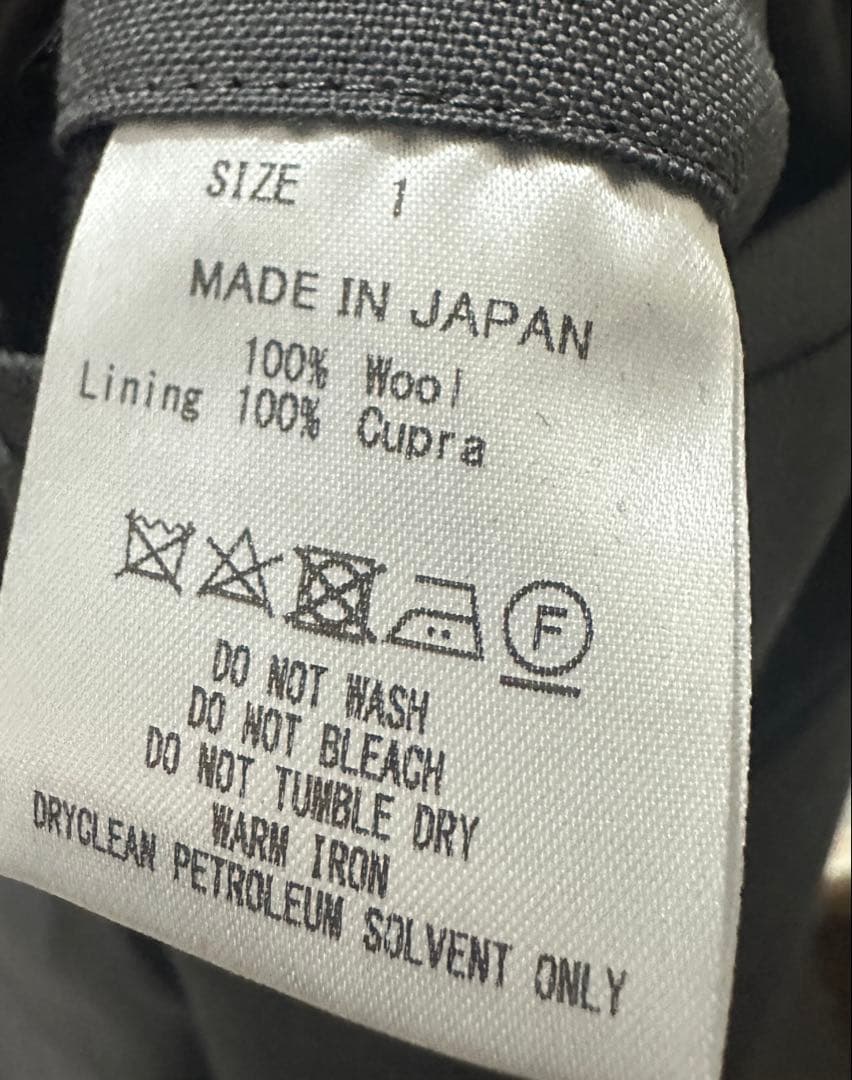 SIZE 1
MADE IN JAPAN
100% Wool
Lining 100% Cupra
F
DO NOT WASH
DO NOT BLEACH
DO NOT TUMBLE DRY
WARM IRON
DRYCLEAN PETROLEUM SOLVENT ONLY